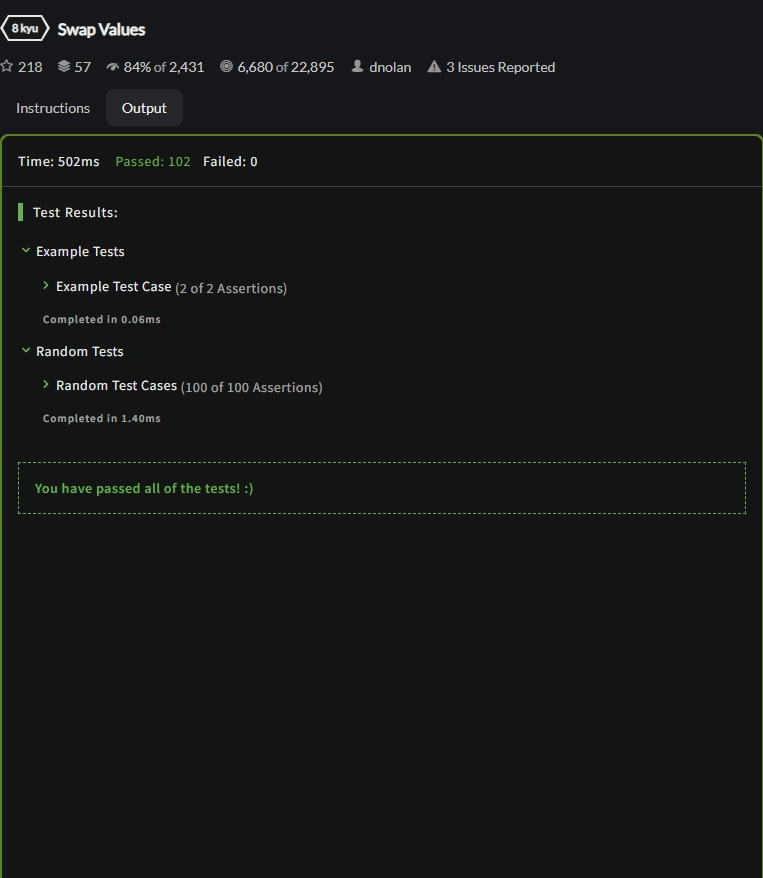 8 kyu Swap Values
218 57 84% of 2,431 6,680 of 22,895 dnolan 3 Issues Reported
Instructions Output
Time: 502ms Passed: 102 Failed: 0
Test Results:
Example Tests
Example Test Case (2 of 2 Assertions)
Completed in 0.06ms
Random Tests
Random Test Cases (100 of 100 Assertions)
Completed in 1.40ms
You have passed all of the tests! :)